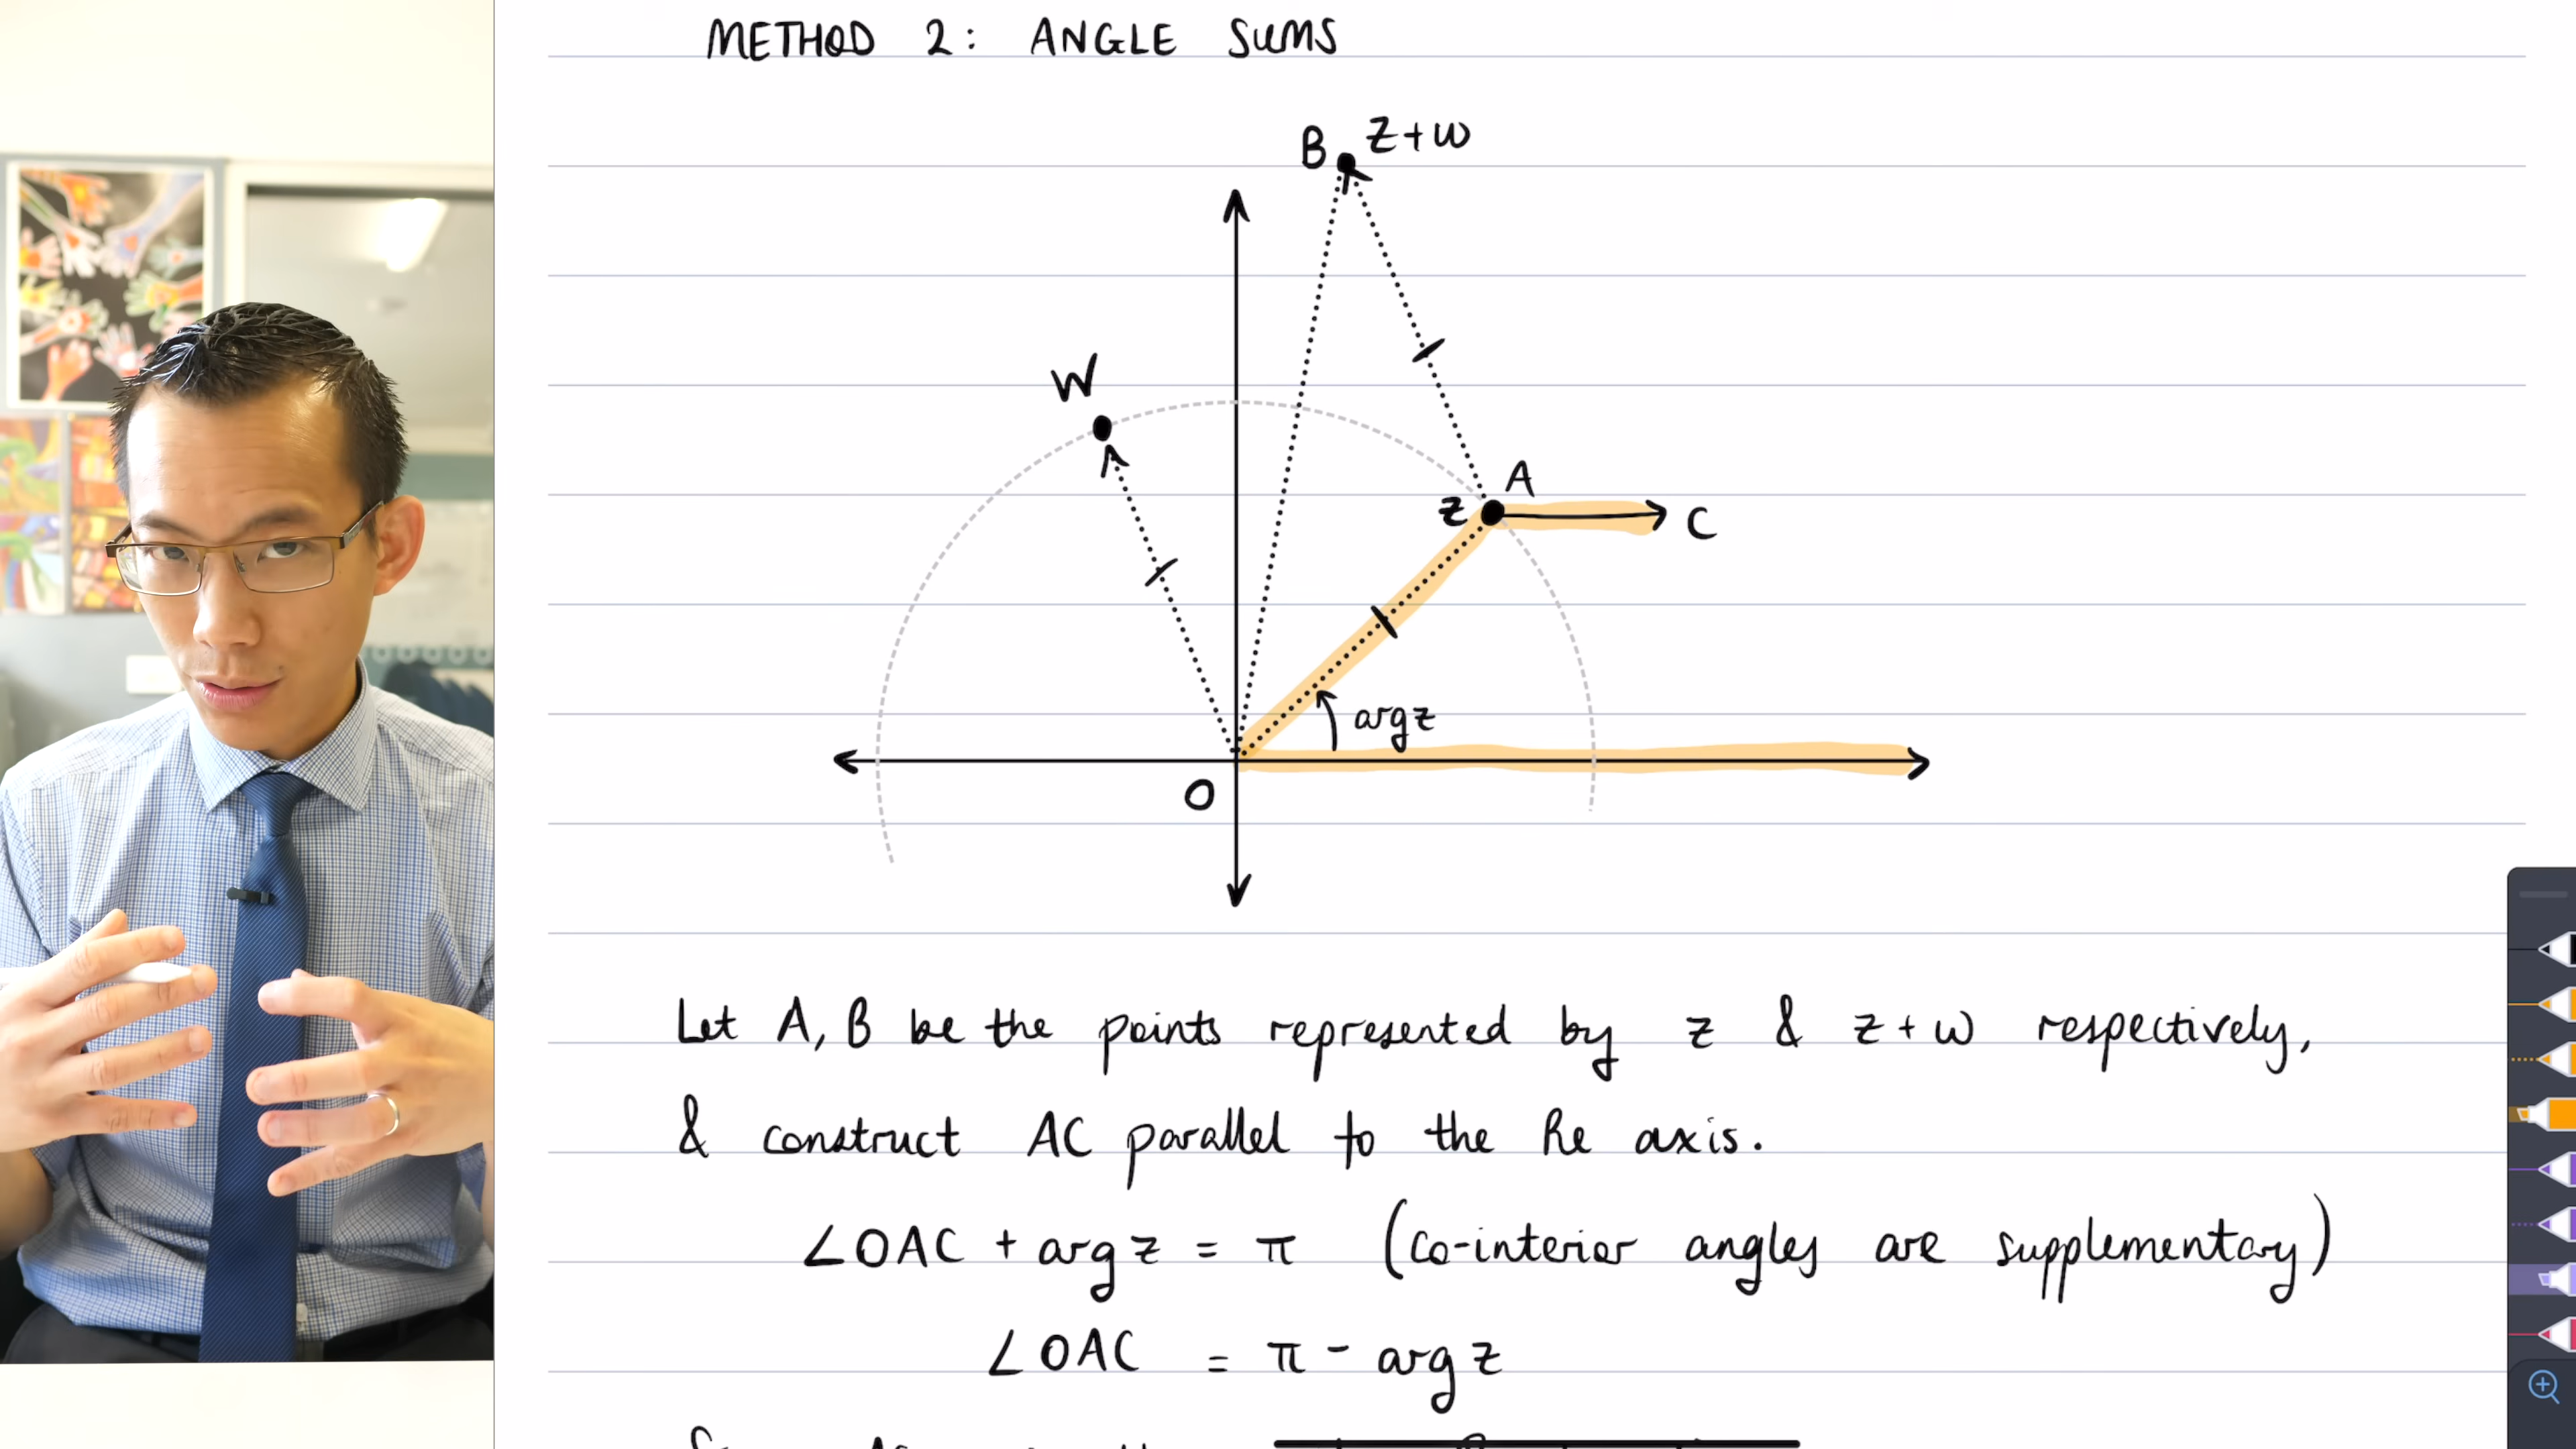 METHOD 2: ANGLE SUMS
B z+w
W
A
z
C
arg z
O
Let A, B be the points represented by z & z+w respectively,
& construct AC parallel to the Re axis.
∠OAC + arg z = π (co-interior angles are supplementary)
∠OAC = π - arg z